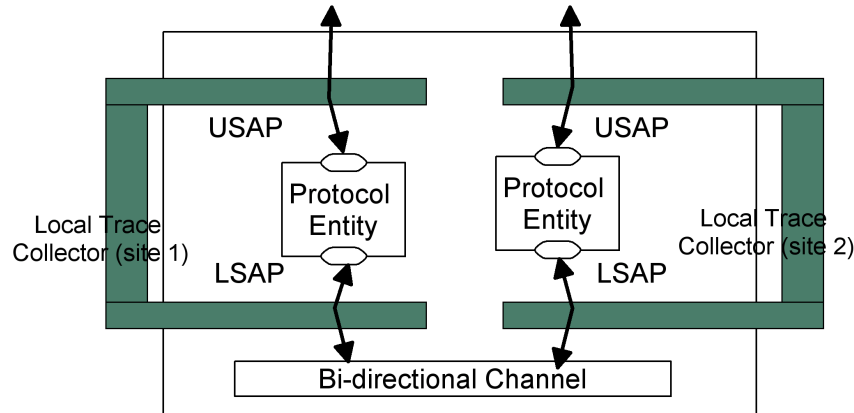 USAP
USAP
Protocol
Entity
Protocol
Entity
Local Trace
Collector (site 1)
Local Trace
Collector (site 2)
LSAP
LSAP
Bi-directional Channel